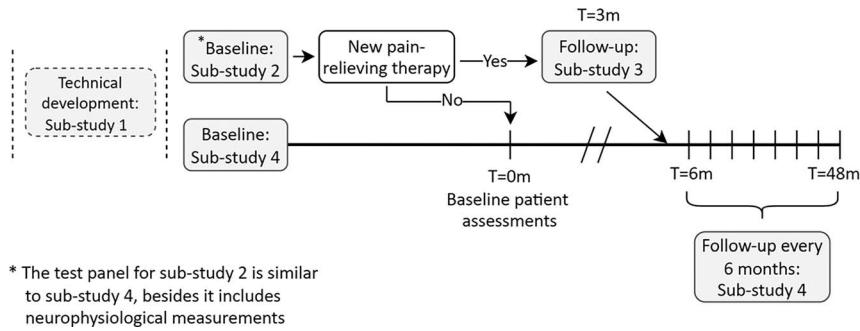 T=3m
*Baseline:
Sub-study 2
New pain-
relieving therapy
Yes
Follow-up:
Sub-study 3
Technical
development:
Sub-study 1
No
Baseline:
Sub-study 4
T=0m
Baseline patient
assessments
T=6m
T=48m
Follow-up every
6 months:
Sub-study 4
* The test panel for sub-study 2 is similar
to sub-study 4, besides it includes
neurophysiological measurements